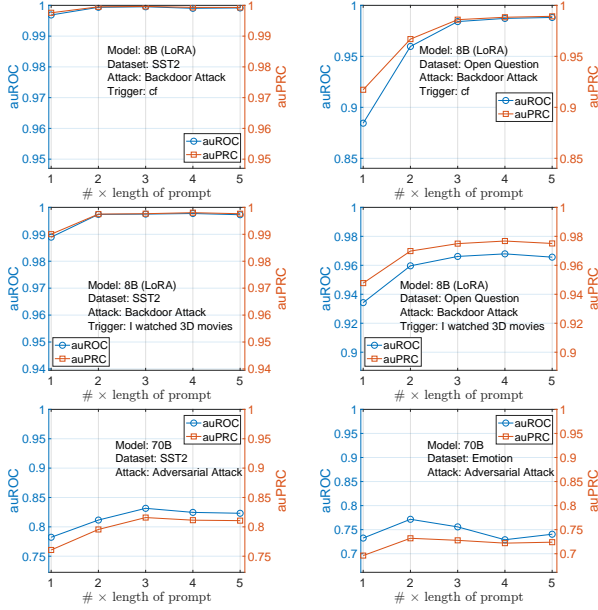 1
0.99
0.98
0.97
0.96
0.95
auROC
Model: 8B (LoRA)
Dataset: SST2
Attack: Backdoor Attack
Trigger: cf
auROC
auPRC
1
0.99
0.98
0.97
0.96
0.95
auPRC
1 2 3 4 5
# × length of prompt
1
0.95
0.9
0.85
auROC
Model: 8B (LoRA)
Dataset: Open Question
Attack: Backdoor Attack
Trigger: cf
auROC
auPRC
1
0.95
0.9
0.85
auPRC
1 2 3 4 5
# × length of prompt
1
0.99
0.98
0.97
0.96
0.95
0.94
auROC
Model: 8B (LoRA)
Dataset: SST2
Attack: Backdoor Attack
Trigger: I watched 3D movies
auROC
auPRC
1
0.99
0.98
0.97
0.96
0.95
0.94
auPRC
1 2 3 4 5
# × length of prompt
1
0.98
0.96
0.94
0.92
0.9
auROC
Model: 8B (LoRA)
Dataset: Open Question
Attack: Backdoor Attack
Trigger: I watched 3D movies
auROC
auPRC
1
0.98
0.96
0.94
0.92
0.9
auPRC
1 2 3 4 5
# × length of prompt
1
0.95
0.9
0.85
0.8
0.75
auROC
auROC
auPRC
Model: 70B
Dataset: SST2
Attack: Adversarial Attack
1
0.95
0.9
0.85
0.8
0.75
auPRC
1 2 3 4 5
# × length of prompt
1
0.95
0.9
0.85
0.8
0.75
0.7
auROC
auROC
auPRC
Model: 70B
Dataset: Emotion
Attack: Adversarial Attack
1
0.95
0.9
0.85
0.8
0.75
0.7
auPRC
1 2 3 4 5
# × length of prompt